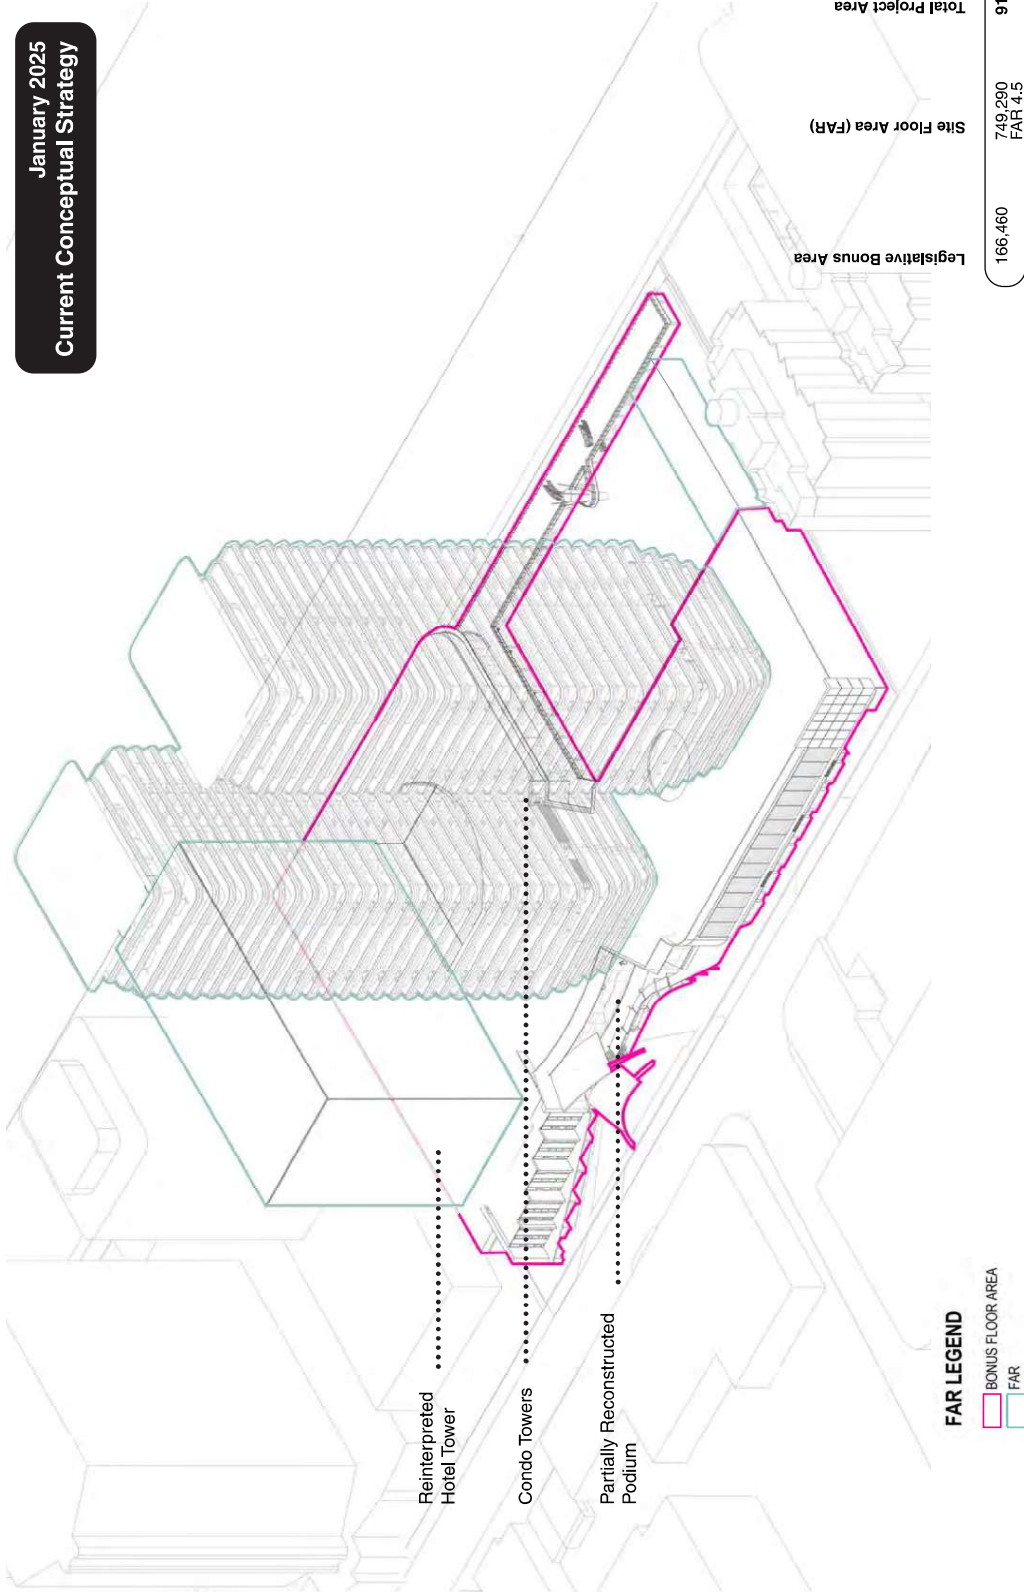 January 2025
Current Conceptual Strategy
Reinterpreted
Hotel Tower
Condo Towers
Partially Reconstructed
Podium
FAR LEGEND
BONUS FLOOR AREA
FAR
Legislative Bonus Area
Site Floor Area (FAR)
Total Project Area
166,460
749,290
FAR 4.5